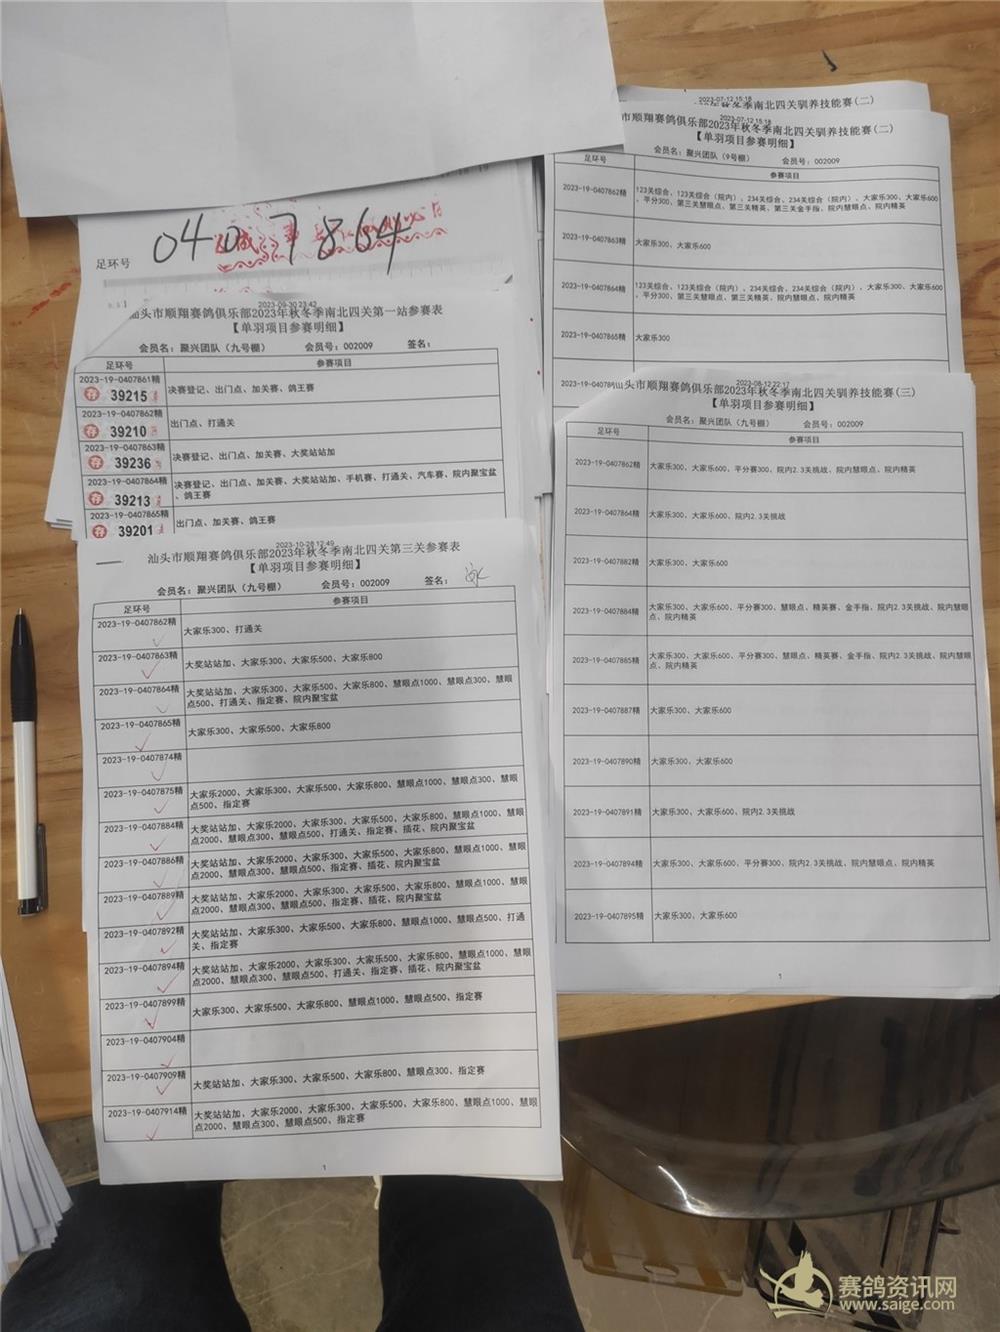 2023-07-12 15:18
秋冬季南北四关驯养技能赛(二)
2023-07-12 15:18
市顺翔赛鸽俱乐部2023年秋冬季南北四关驯养技能赛(二)
【单羽项目参赛明细】
会员名：聚兴团队（9号棚） 会员号：002009
足环号 参赛项目
2023-19-0407862精 123关综合、123关综合（院内）、234关综合、234关综合（院内）、大家乐300、大家乐600
、平分300、第三关慧眼点、第三关精英、第三关金手指、院内慧眼点、院内精英
2023-19-0407863精 大家乐300、大家乐600
2023-19-0407864精 123关综合、123关综合（院内）、234关综合、234关综合（院内）、大家乐300、大家乐600
、平分300、第三关慧眼点、第三关精英、院内慧眼点、院内精英
2023-19-0407865精 大家乐300
足环号 040 7864
2023-09-30 23:42
汕头市顺翔赛鸽俱乐部2023年秋冬季南北四关第一站参赛表
【单羽项目参赛明细】
会员名：聚兴团队（九号棚） 会员号：002009 签名：
足环号 参赛项目
2023-19-0407861精 决赛登记、出门点、加关赛、鸽王赛
存 39215
2023-19-0407862精 出门点、打通关
存 39210
2023-19-0407863精 决赛登记、出门点、加关赛、大奖站站加
存 39236
2023-19-0407864精 决赛登记、出门点、加关赛、大奖站站加、手机赛、打通关、汽车赛、院内聚宝盆
、鸽王赛
存 39213
2023-19-0407865精 出门点、加关赛、鸽王赛
存 39201
2023-10-28 12:49
汕头市顺翔赛鸽俱乐部2023年秋冬季南北四关第三关参赛表
【单羽项目参赛明细】
会员名：聚兴团队（九号棚） 会员号：002009 签名：
足环号 参赛项目
2023-19-0407862精 大家乐300、打通关
2023-19-0407863精 大奖站站加、大家乐300、大家乐500、大家乐800
2023-19-0407864精 大奖站站加、大家乐300、大家乐500、大家乐800、慧眼点1000、慧眼点300、慧眼
点500、打通关、指定赛、院内聚宝盆
2023-19-0407865精 大家乐300、大家乐500、大家乐800
2023-19-0407874精
2023-19-0407875精 大家乐2000、大家乐300、大家乐500、大家乐800、慧眼点1000、慧眼点300、慧眼
点500、指定赛
2023-19-0407884精 大奖站站加、大家乐2000、大家乐300、大家乐500、大家乐800、慧眼点1000、慧眼
点2000、慧眼点300、慧眼点500、打通关、指定赛、插花、院内聚宝盆
2023-19-0407886精 大奖站站加、大家乐2000、大家乐300、大家乐500、大家乐800、慧眼点1000、慧眼
点2000、慧眼点300、慧眼点500、指定赛、插花、院内聚宝盆
2023-19-0407889精 大奖站站加、大家乐2000、大家乐300、大家乐500、大家乐800、慧眼点1000、慧眼
点2000、慧眼点300、慧眼点500、指定赛、插花、院内聚宝盆
2023-19-0407892精 大奖站站加、大家乐300、大家乐500、大家乐800、慧眼点1000、慧眼点500、打通
关、指定赛
2023-19-0407894精 大奖站站加、大家乐2000、大家乐300、大家乐500、大家乐800、慧眼点1000、慧眼
点2000、慧眼点300、慧眼点500、打通关、指定赛、插花、院内聚宝盆
2023-19-0407899精 大家乐300、大家乐500、大家乐800、慧眼点1000、慧眼点500、指定赛
2023-19-0407904精
2023-19-0407909精 大奖站站加、大家乐300、大家乐500、大家乐800、慧眼点300、指定赛
2023-19-0407914精 大奖站站加、大家乐2000、大家乐300、大家乐500、大家乐800、慧眼点1000、慧眼
点2000、慧眼点300、慧眼点500、指定赛
1
2023-08-12 22:17
汕头市顺翔赛鸽俱乐部2023年秋冬季南北四关驯养技能赛(三)
【单羽项目参赛明细】
会员名：聚兴团队（九号棚） 会员号：002009
足环号 参赛项目
2023-19-0407862精 大家乐300、大家乐600、平分赛300、院内2.3关挑战、院内慧眼点、院内精英
2023-19-0407864精 大家乐300、大家乐600、院内2.3关挑战
2023-19-0407882精 大家乐300、大家乐600
2023-19-0407884精 大家乐300、大家乐600、平分赛300、慧眼点、精英赛、金手指、院内2.3关挑战、院内慧眼
点、院内精英
2023-19-0407885精 大家乐300、大家乐600、平分赛300、慧眼点、精英赛、金手指、院内2.3关挑战、院内慧眼
点、院内精英
2023-19-0407887精 大家乐300、大家乐600
2023-19-0407890精 大家乐300、大家乐600
2023-19-0407891精 大家乐300、大家乐600、院内2.3关挑战
2023-19-0407894精 大家乐300、大家乐600、平分赛300、院内2.3关挑战、院内慧眼点、院内精英
2023-19-0407895精 大家乐300、大家乐600
1
赛鸽资讯网
www.saige.com